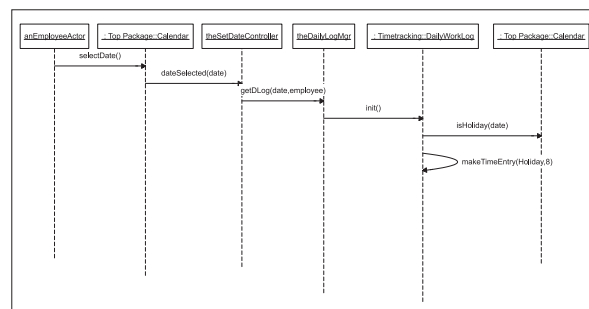 anEmployeeActor
: Top Package::Calendar
theSetDateController
theDailyLogMgr
: Timetracking::DailyWorkLog
: Top Package::Calendar
selectDate()
dateSelected(date)
getDLog(date,employee)
init()
isHoliday(date)
makeTimeEntry(Holiday,8)